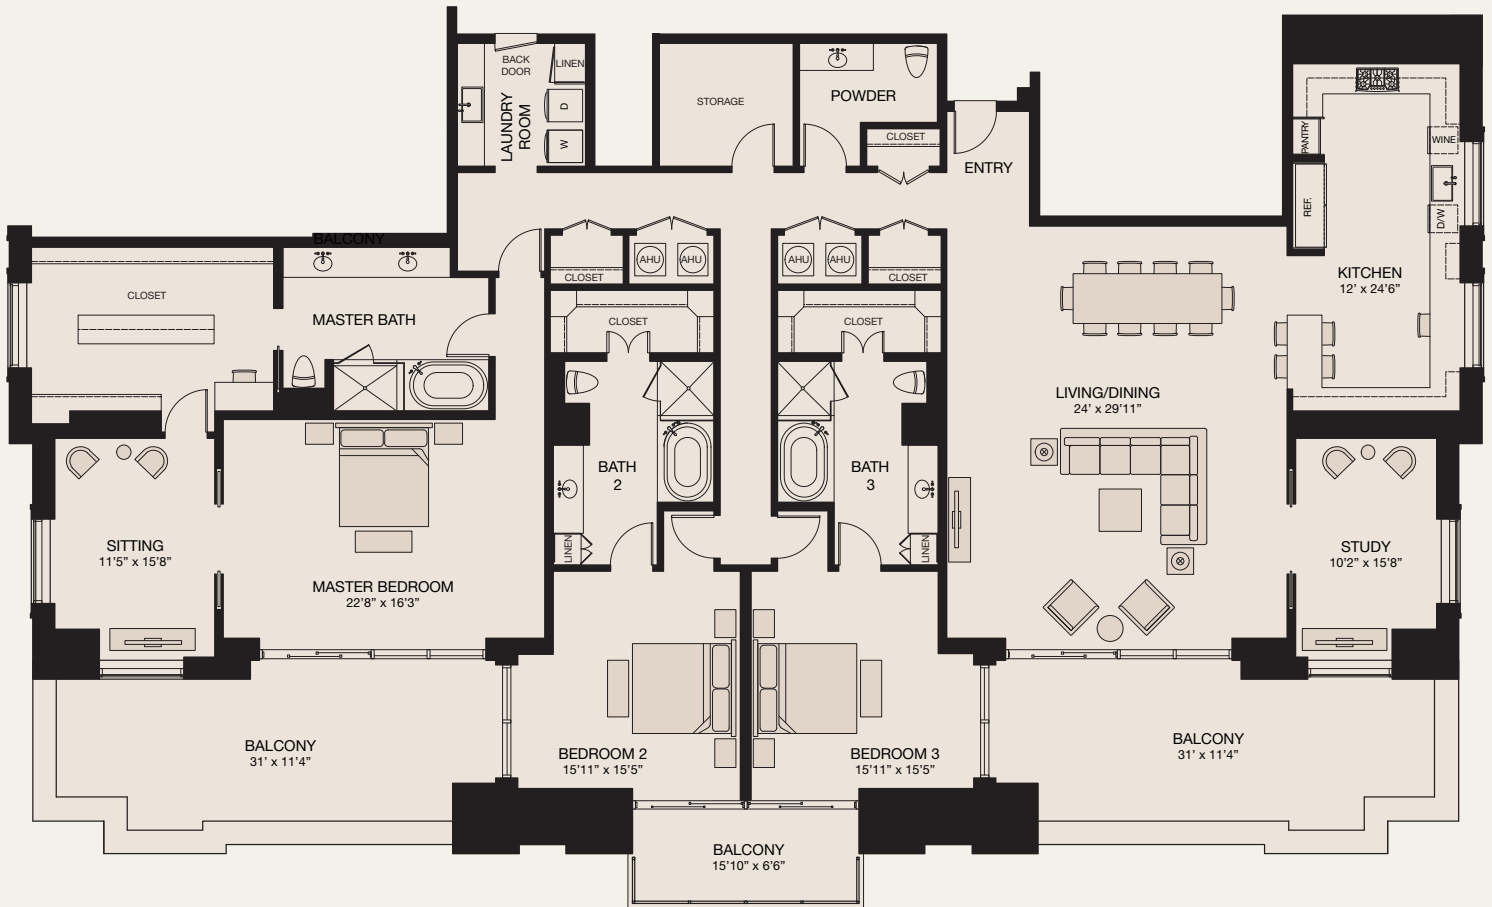 BACK
DOOR
LINEN
D
W
LAUNDRY
ROOM
STORAGE
POWDER
CLOSET
ENTRY
PANTRY
WINE
REF.
D/W
KITCHEN
12' x 24'6"
BALCONY
CLOSET
MASTER BATH
CLOSET
AHU
AHU
AHU
AHU
CLOSET
CLOSET
CLOSET
LIVING/DINING
24' x 29'11"
BATH
2
BATH
3
LINEN
LINEN
SITTING
11'5" x 15'8"
MASTER BEDROOM
22'8" x 16'3"
STUDY
10'2" x 15'8"
BALCONY
31' x 11'4"
BEDROOM 2
15'11" x 15'5"
BEDROOM 3
15'11" x 15'5"
BALCONY
31' x 11'4"
BALCONY
15'10" x 6'6"